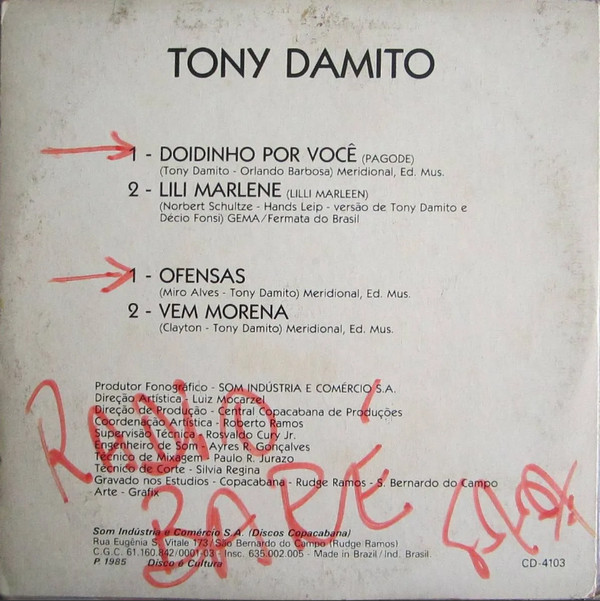 TONY DAMITO
1 - DOIDINHO POR VOCÊ (PAGODE)
(Tony Damito - Orlando Barbosa) Meridional, Ed. Mus.
2 - LILI MARLENE (LILLI MARLEEN)
(Norbert Schultze - Hands Leip - versão de Tony Damito e
Décio Fonsi) GEMA/Fermata do Brasil
1 - OFENSAS
(Miro Alves - Tony Damito) Meridional, Ed. Mus.
2 - VEM MORENA
(Clayton - Tony Damito) Meridional, Ed. Mus.
Produtor Fonográfico - SOM INDÚSTRIA E COMÉRCIO S.A.
Direção Artística - Luiz Mocarzel
Direção de Produção - Centro Copacabana de Produções
Coordenação Artística - Roberto Ramos
Supervisão Técnica - Rosvaldo Cury Jr.
Engenheiro de Som - Ayres R. Gonçalves
Técnico de Mixagem - Paulo R. Jurazo
Técnico de Corte - Silvia Regina
Gravado nos Estudios - Copacabana - Rudge Ramos - S. Bernardo do Campo
Arte - Grafix
RADIO
BARÉ
Som Indústria e Comércio S.A. (Discos Copacabana)
Rua Eugênia S. Vitale 173/São Bernardo do Campo (Rudge Ramos)
C.G.C. 61.160.842/0001-03 - Insc. 635.002.005 - Made in Brazil/Ind. Brasil.
P. 1985 Disco é Cultura
CD-4103